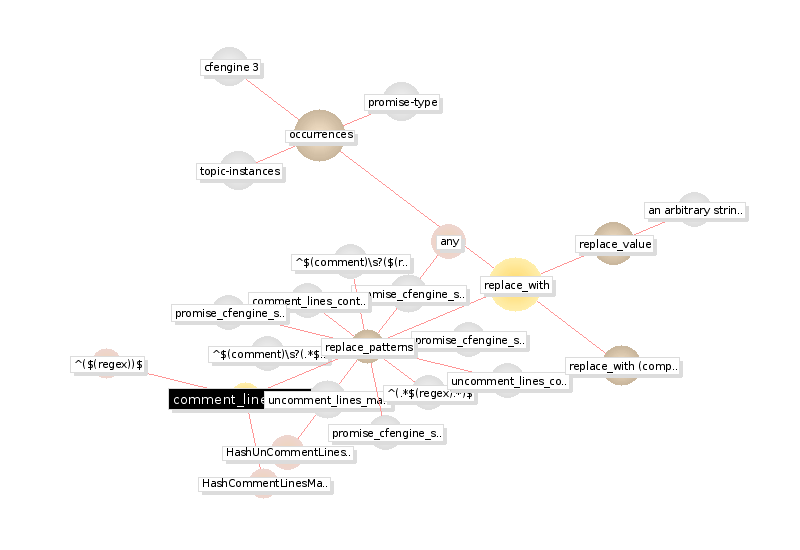 cfengine 3
promise-type
occurrences
topic-instances
an arbitrary strin..
any
replace_value
^$(comment)\s?($(r..
replace_with
promise_cfengine_s..
comment_lines_cont..
promise_cfengine_s..
promise_cfengine_s..
replace_patterns
^$(comment)\s?(.*$..
^($(regex))$
replace_with (comp..
uncomment_lines_co..
^(.*$(regex).*)$
comment_line
uncomment_lines_ma..
promise_cfengine_s..
HashUnCommentLines..
HashCommentLinesMa..